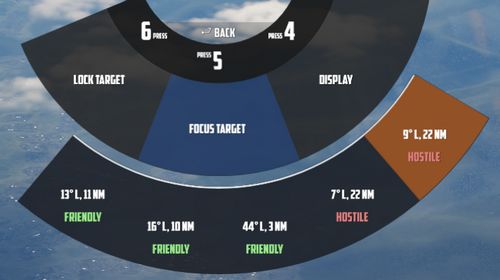 6 PRESS
BACK
PRESS 4
PRESS 5
LOCK TARGET
FOCUS TARGET
DISPLAY
13° L, 11 NM
FRIENDLY
16° L, 10 NM
FRIENDLY
44° L, 3 NM
FRIENDLY
7° L, 22 NM
HOSTILE
9° L, 22 NM
HOSTILE